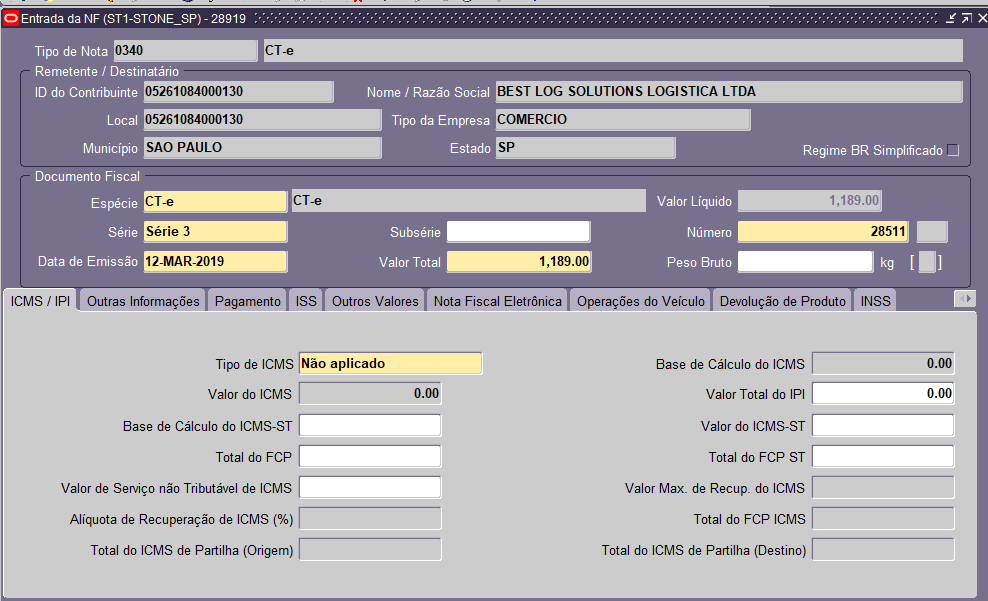 Entrada da NF (ST1-STONE_SP) - 28919
Tipo de Nota 0340 CT-e
Remetente / Destinatário
ID do Contribuinte 05261084000130 Nome / Razão Social BEST LOG SOLUTIONS LOGISTICA LTDA
Local 05261084000130 Tipo da Empresa COMERCIO
Município SAO PAULO Estado SP Regime BR Simplificado
Documento Fiscal
Espécie CT-e CT-e Valor Líquido 1,189.00
Série Série 3 Subsérie Número 28511
Data de Emissão 12-MAR-2019 Valor Total 1,189.00 Peso Bruto kg [ ]
ICMS / IPI Outras Informações Pagamento ISS Outros Valores Nota Fiscal Eletrônica Operações do Veículo Devolução de Produto INSS
Tipo de ICMS Não aplicado Base de Cálculo do ICMS 0.00
Valor do ICMS 0.00 Valor Total do IPI 0.00
Base de Cálculo do ICMS-ST Valor do ICMS-ST
Total do FCP Total do FCP ST
Valor de Serviço não Tributável de ICMS Valor Max. de Recup. do ICMS
Alíquota de Recuperação de ICMS (%) Total do FCP ICMS
Total do ICMS de Partilha (Origem) Total do ICMS de Partilha (Destino)